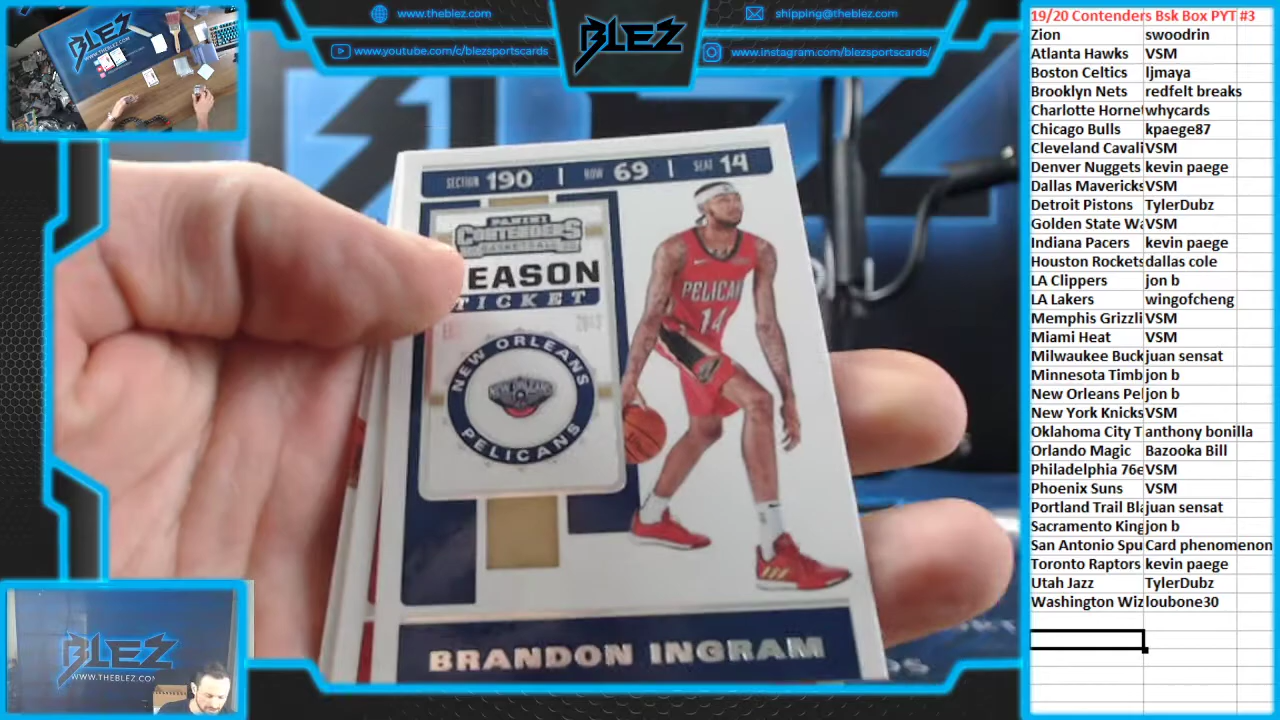 www.theblez.com
shipping@theblez.com
www.youtube.com/c/blezsportscards
www.instagram.com/blezsportscards/
BLEZ
SECTION 190 | ROW 69 | SEAT 14
PANINI
CONTENDERS
BASKETBALL
EASON
TICKET
NEW ORLEANS
NEW ORLEANS
PELICANS
PELICAN
14
BRANDON INGRAM
BLEZ
WWW.THEBLEZ.COM
19/20 Contenders Bsk Box PYT #3
Zion swoodrin
Atlanta Hawks VSM
Boston Celtics ljmaya
Brooklyn Nets redfelt breaks
Charlotte Hornet whycards
Chicago Bulls kpaege87
Cleveland Cavali VSM
Denver Nuggets kevin paege
Dallas Mavericks VSM
Detroit Pistons TylerDubz
Golden State Wa VSM
Indiana Pacers kevin paege
Houston Rockets dallas cole
LA Clippers jon b
LA Lakers wingofcheng
Memphis Grizzli VSM
Miami Heat VSM
Milwaukee Buck juan sensat
Minnesota Timb jon b
New Orleans Pel jon b
New York Knicks VSM
Oklahoma City T anthony bonilla
Orlando Magic Bazooka Bill
Philadelphia 76e VSM
Phoenix Suns VSM
Portland Trail Bla juan sensat
Sacramento King jon b
San Antonio Spu Card phenomenon
Toronto Raptors kevin paege
Utah Jazz TylerDubz
Washington Wiz loubone30